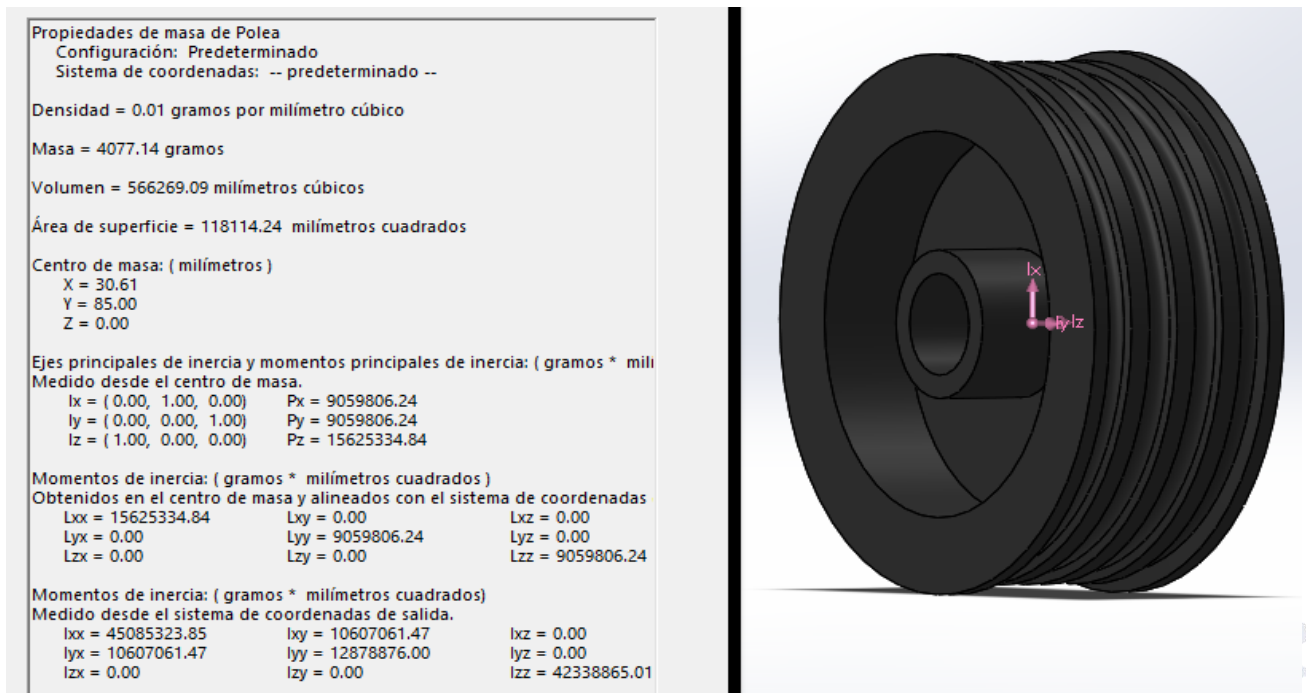 Propiedades de masa de Polea
Configuración: Predeterminado
Sistema de coordenadas: -- predeterminado --
Densidad = 0.01 gramos por milímetro cúbico
Masa = 4077.14 gramos
Volumen = 566269.09 milímetros cúbicos
Área de superficie = 118114.24 milímetros cuadrados
Centro de masa: ( milímetros )
X = 30.61
Y = 85.00
Z = 0.00
Ejes principales de inercia y momentos principales de inercia: ( gramos * milí
Medido desde el centro de masa.
Ix = ( 0.00, 1.00, 0.00) Px = 9059806.24
Iy = ( 0.00, 0.00, 1.00) Py = 9059806.24
Iz = ( 1.00, 0.00, 0.00) Pz = 15625334.84
Momentos de inercia: ( gramos * milímetros cuadrados )
Obtenidos en el centro de masa y alineados con el sistema de coordenadas
Lxx = 15625334.84 Lxy = 0.00 Lxz = 0.00
Lyx = 0.00 Lyy = 9059806.24 Lyz = 0.00
Lzx = 0.00 Lzy = 0.00 Lzz = 9059806.24
Momentos de inercia: ( gramos * milímetros cuadrados)
Medido desde el sistema de coordenadas de salida.
Ixx = 45085323.85 Ixy = 10607061.47 Ixz = 0.00
Iyx = 10607061.47 Iyy = 12878876.00 Iyz = 0.00
Izx = 0.00 Izy = 0.00 Izz = 42338865.01
Ix
Iy Iz